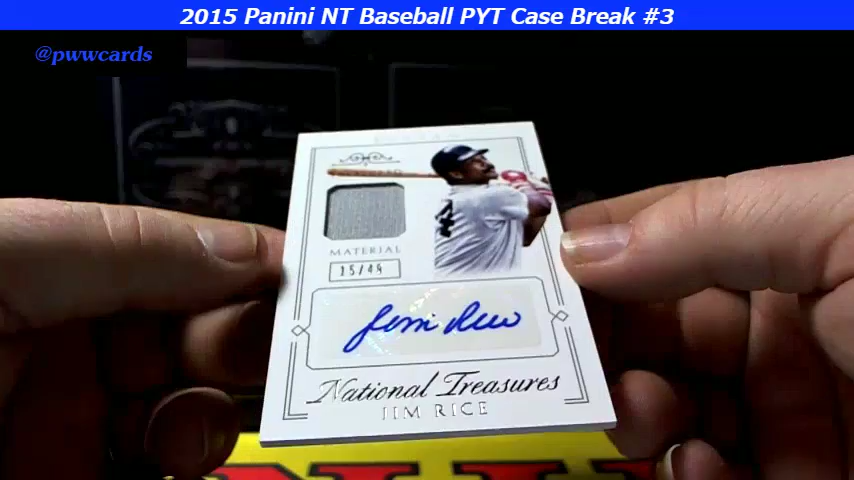 2015 Panini NT Baseball PYT Case Break #3
@pwwcards
MATERIAL
15/49
Jim Rice
National Treasures
JIM RICE